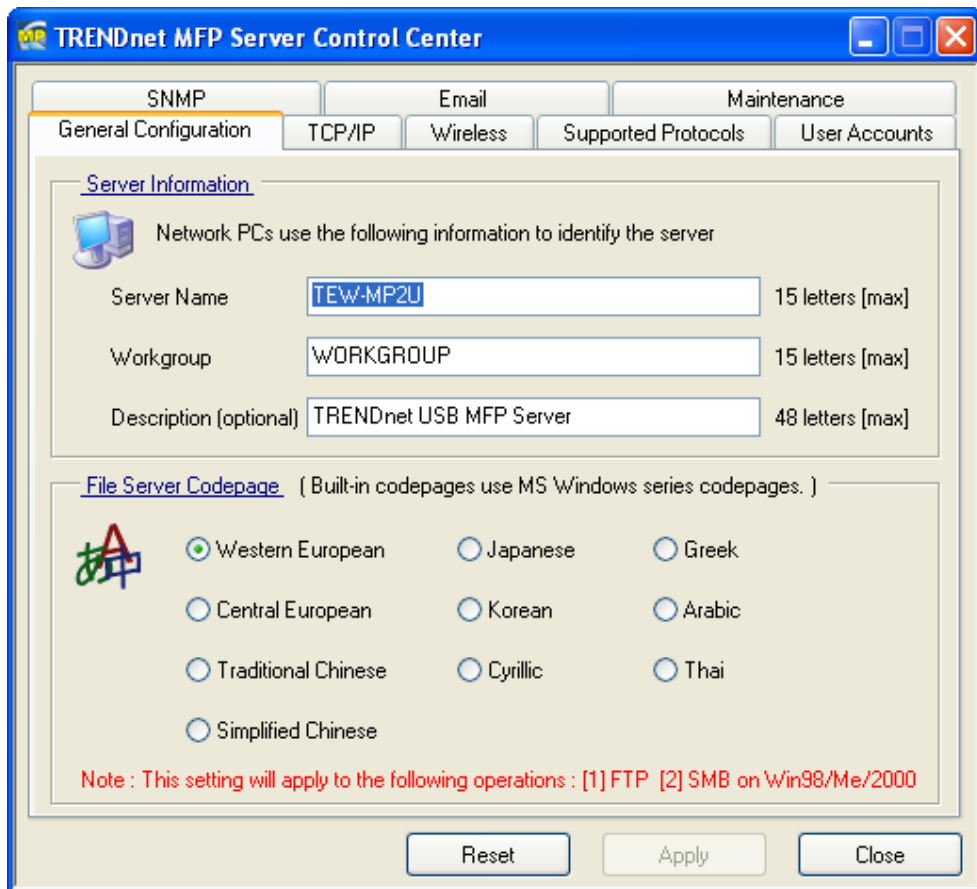 TRENDnet MFP Server Control Center
SNMP Email Maintenance
General Configuration TCP/IP Wireless Supported Protocols User Accounts
Server Information
Network PCs use the following information to identify the server
Server Name TEW-MP2U 15 letters [max]
Workgroup WORKGROUP 15 letters [max]
Description (optional) TRENDnet USB MFP Server 48 letters [max]
File Server Codepage ( Built-in codepages use MS Windows series codepages. )
Western European Japanese Greek
Central European Korean Arabic
Traditional Chinese Cyrillic Thai
Simplified Chinese
Note : This setting will apply to the following operations : [1] FTP [2] SMB on Win98/Me/2000
Reset Apply Close